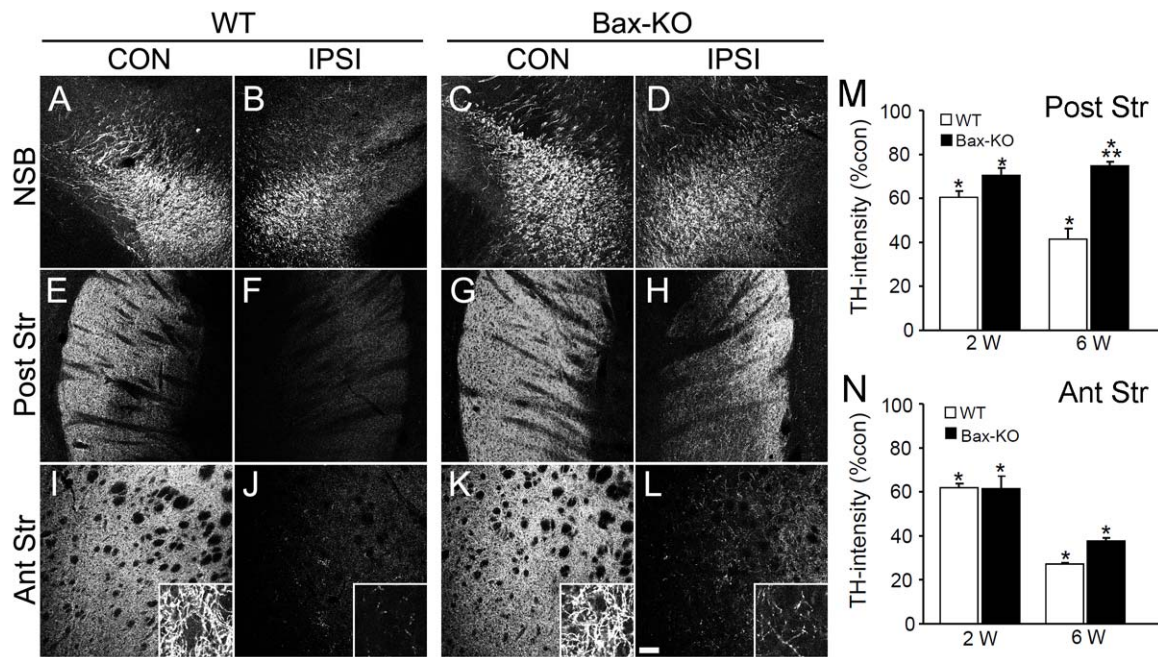 WT Bax-KO
CON IPSI CON IPSI
NSB A B C D
Post Str E F G H
Ant Str I J K L
M Post Str
TH-intensity (%con)
100
80
60
40
20
0
WT
Bax-KO
* * * *
**
2 W 6 W
N Ant Str
TH-intensity (%con)
100
80
60
40
20
0
WT
Bax-KO
* * * *
2 W 6 W